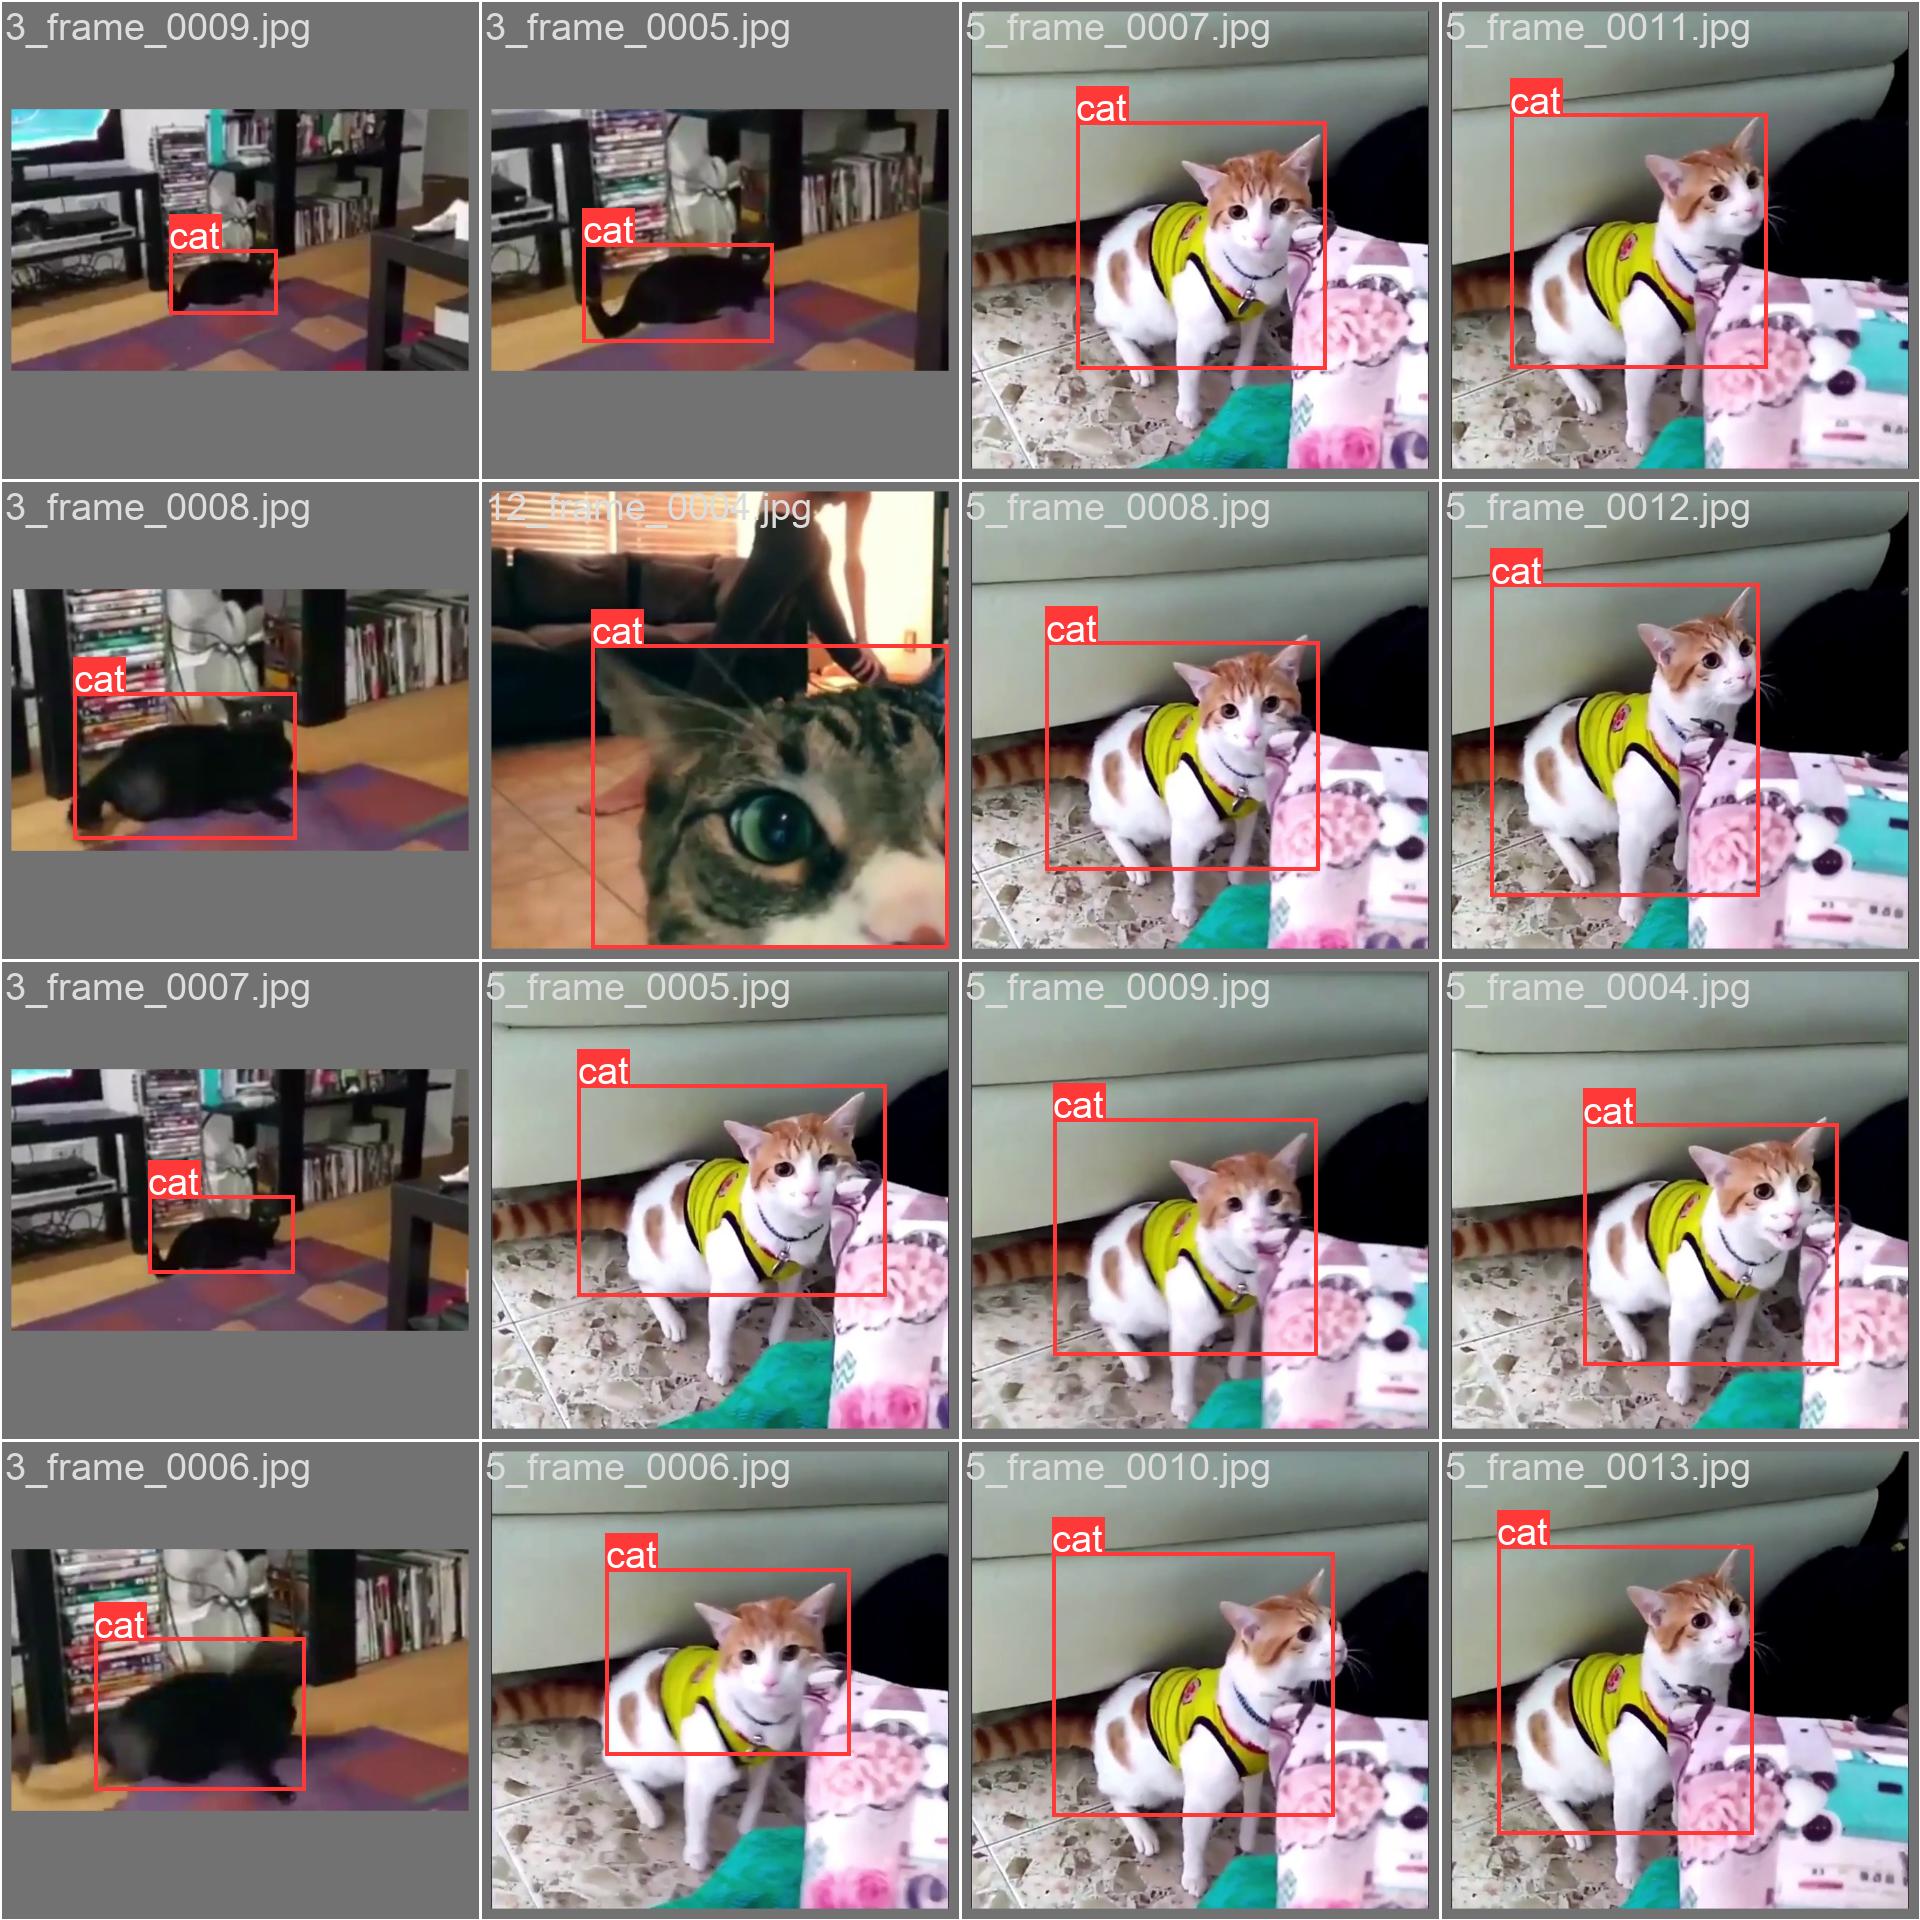 3_frame_0009.jpg
cat
3_frame_0005.jpg
cat
5_frame_0007.jpg
cat
5_frame_0011.jpg
cat
3_frame_0008.jpg
cat
12_frame_0004.jpg
cat
5_frame_0008.jpg
cat
5_frame_0012.jpg
cat
3_frame_0007.jpg
cat
5_frame_0005.jpg
cat
5_frame_0009.jpg
cat
5_frame_0004.jpg
cat
3_frame_0006.jpg
cat
5_frame_0006.jpg
cat
5_frame_0010.jpg
cat
5_frame_0013.jpg
cat